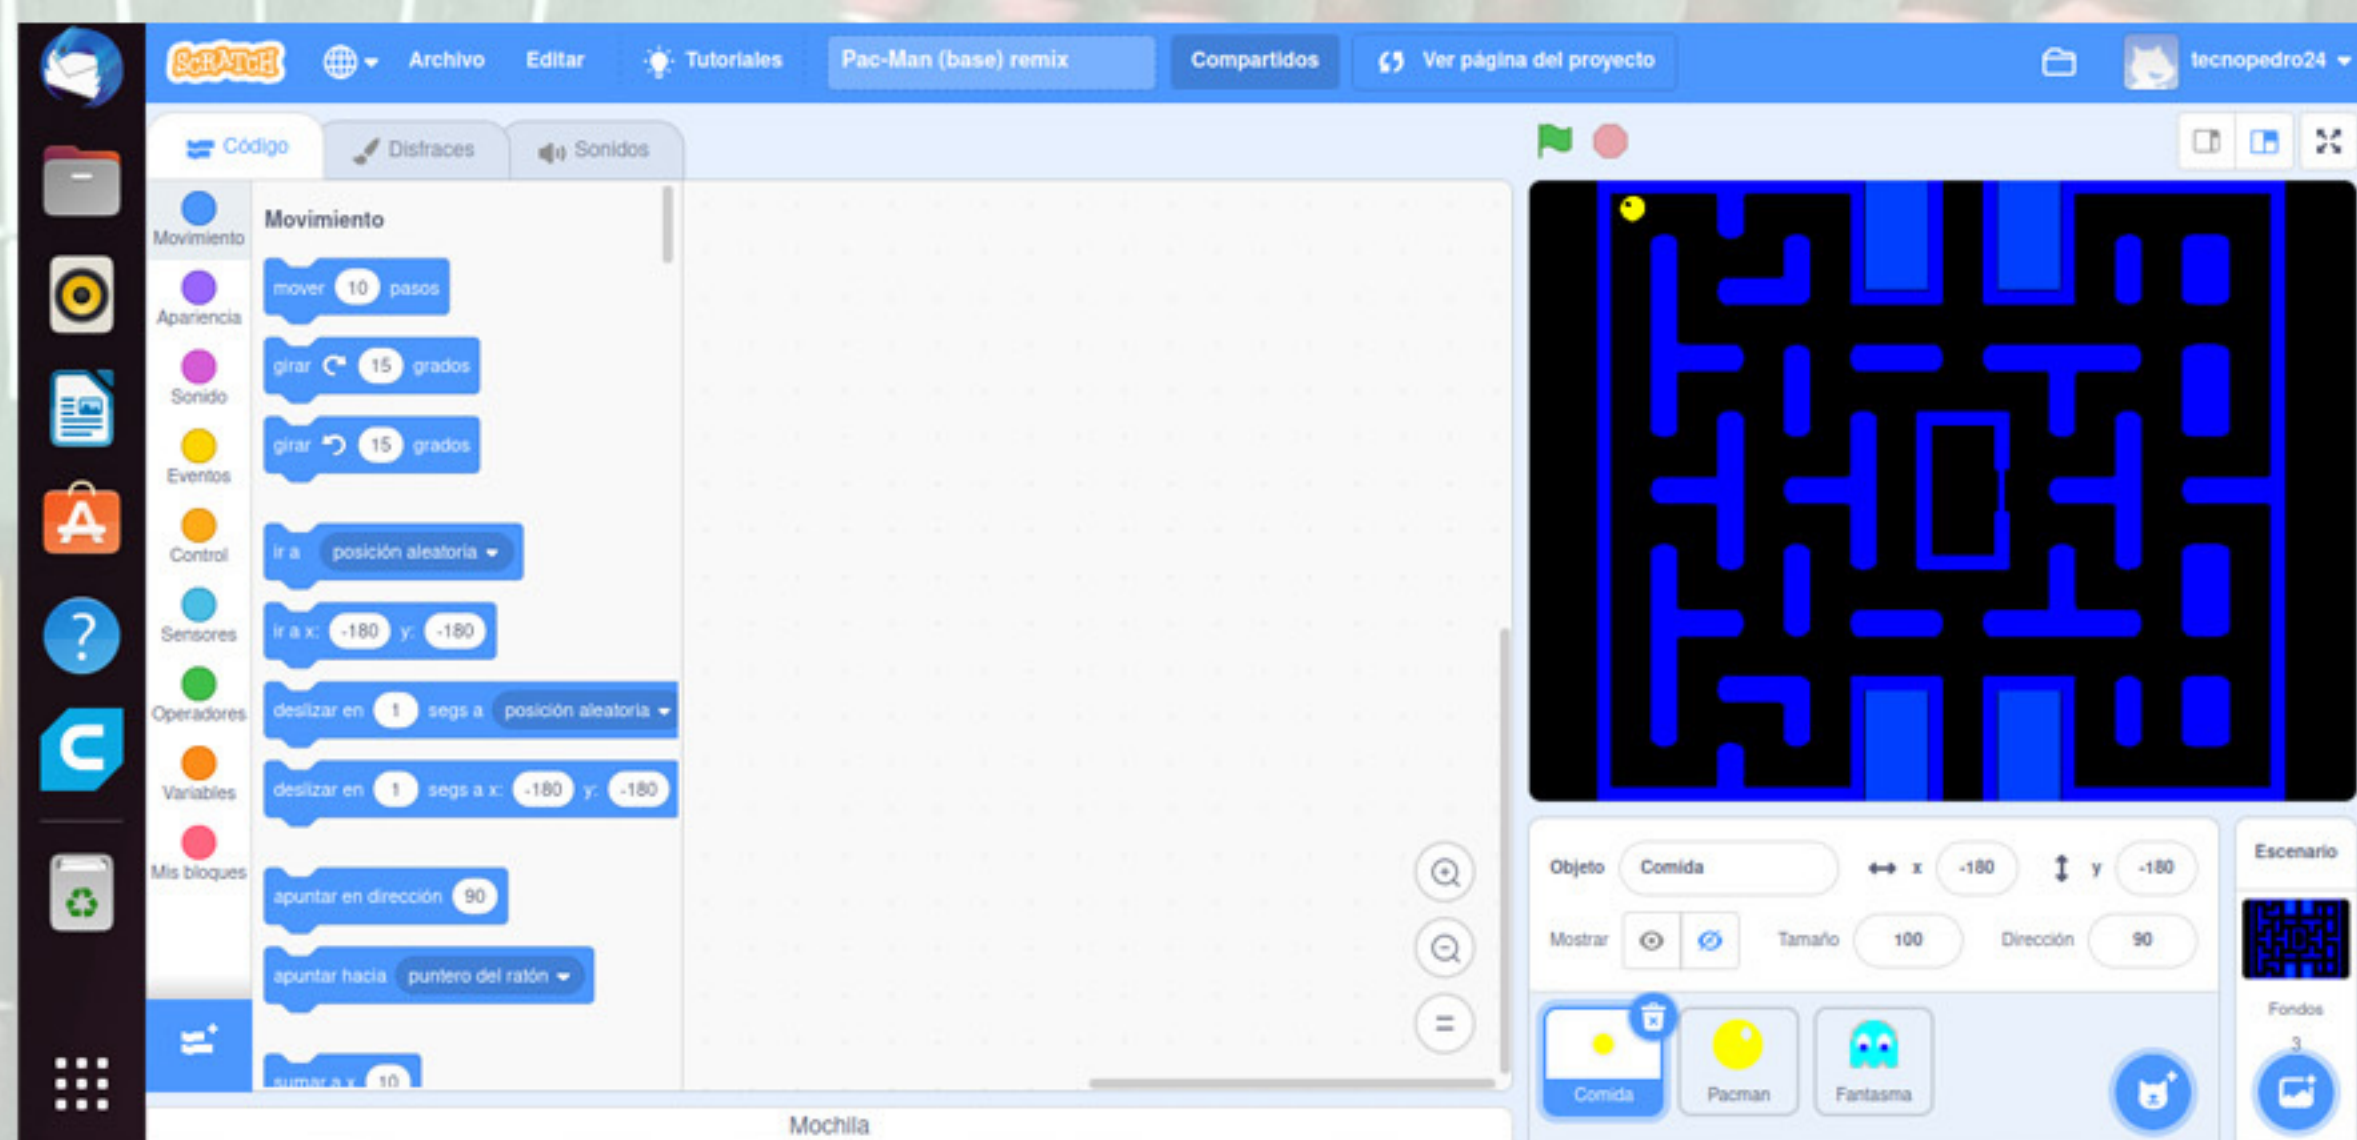 SCRATCH
Archivo
Editar
Tutoriales
Pac-Man (base) remix
Compartidos
Ver página del proyecto
tecnopedro24
Código
Disfraces
Sonidos
Movimiento
Apariencia
Sonido
Eventos
Control
Sensores
Operadores
Variables
Mis bloques
Movimiento
mover 10 pasos
girar 15 grados
girar 15 grados
ir a posición aleatoria
ir a x: -180 y: -180
deslizar en 1 segs a posición aleatoria
deslizar en 1 segs a x: -180 y: -180
apuntar en dirección 90
apuntar hacia puntero del ratón
sumar a x 10
Mochila
Objeto Comida x -180 y -180
Mostrar Tamaño 100 Dirección 90
Comida
Pacman
Fantasma
Escenario
Fondos
3